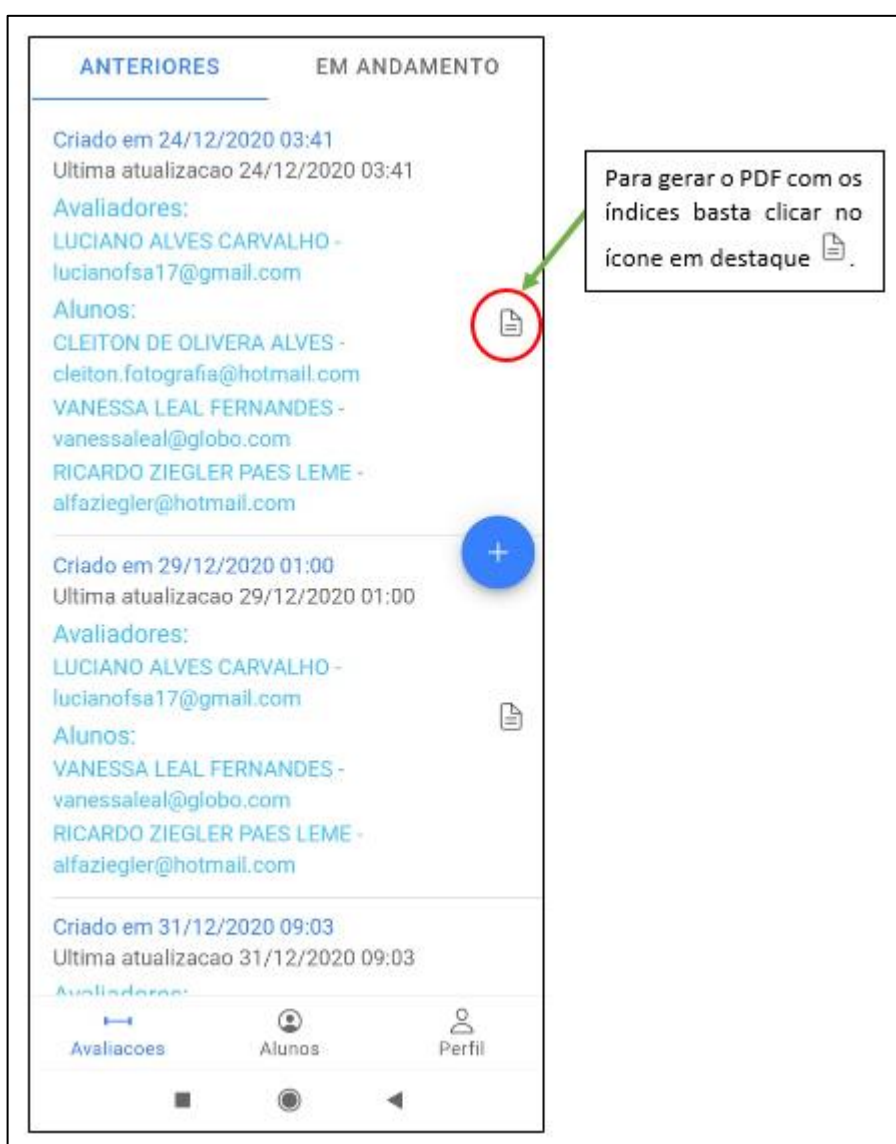 ANTERIORES EM ANDAMENTO
Criado em 24/12/2020 03:41
Ultima atualizacao 24/12/2020 03:41
Avaliadores:
LUCIANO ALVES CARVALHO -
lucianofsa17@gmail.com
Alunos:
CLEITON DE OLIVERA ALVES -
cleiton.fotografia@hotmail.com
VANESSA LEAL FERNANDES -
vanessaleal@globo.com
RICARDO ZIEGLER PAES LEME -
alfaziegler@hotmail.com
Criado em 29/12/2020 01:00
Ultima atualizacao 29/12/2020 01:00
Avaliadores:
LUCIANO ALVES CARVALHO -
lucianofsa17@gmail.com
Alunos:
VANESSA LEAL FERNANDES -
vanessaleal@globo.com
RICARDO ZIEGLER PAES LEME -
alfaziegler@hotmail.com
Criado em 31/12/2020 09:03
Ultima atualizacao 31/12/2020 09:03
Avaliadores:
Avaliacoes Alunos Perfil
Para gerar o PDF com os
índices basta clicar no
ícone em destaque .